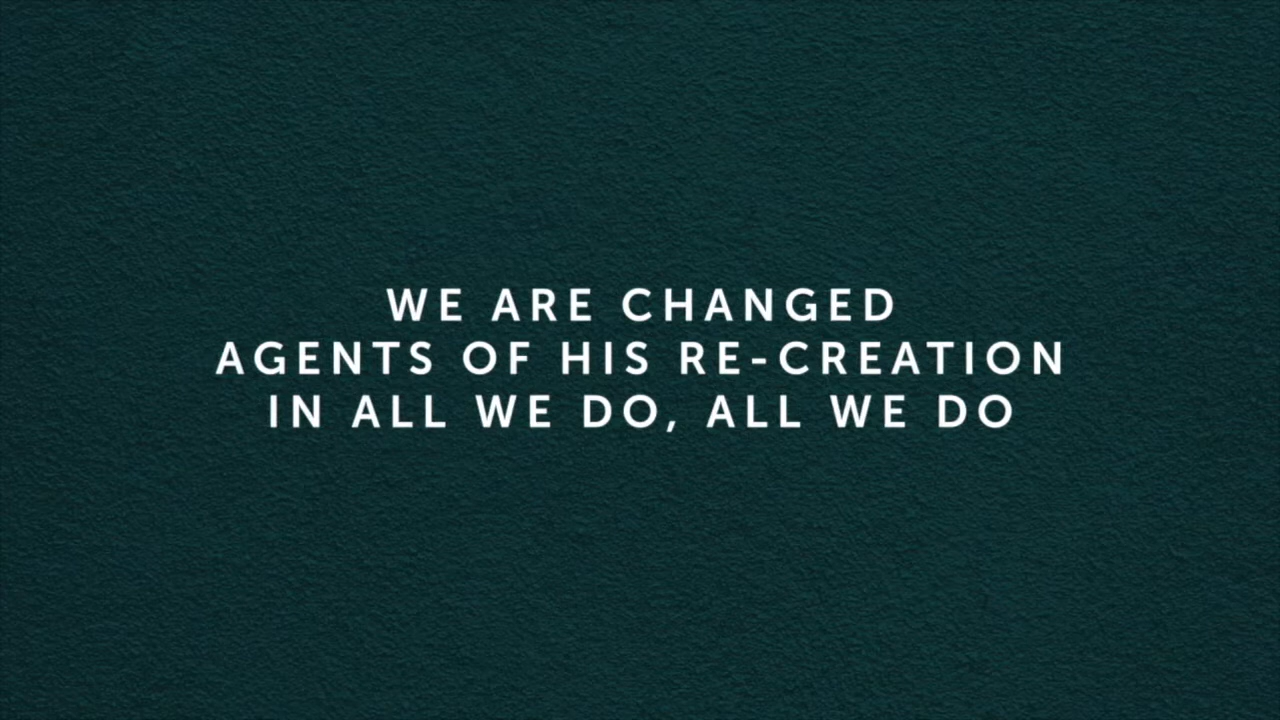 WE ARE CHANGED
AGENTS OF HIS RE-CREATION
IN ALL WE DO, ALL WE DO